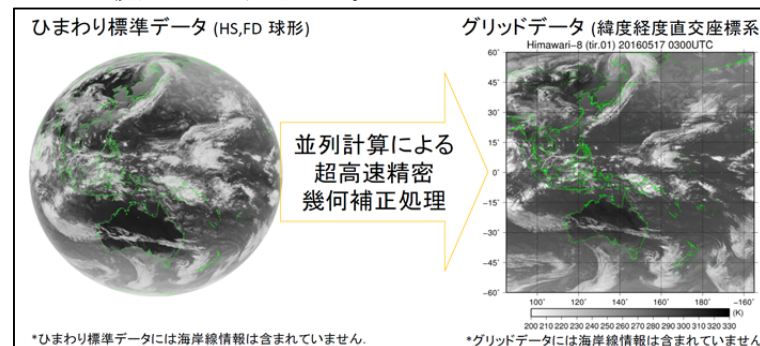 ひまわり標準データ (HS,FD 球形)
グリッドデータ (緯度経度直交座標系
Himawari-8 (tir.01) 20160517 0300UTC
60°
45°
30°
15°
0°
−15°
−30°
−45°
−60°
並列計算による
超高速精密
幾何補正処理
100° 120° 140° 160° 180° −160°
(K)
200 210 220 230 240 250 260 270 280 290 300 310 320 330
*ひまわり標準データには海岸線情報は含まれていません.
*グリッドデータには海岸線情報は含まれていません